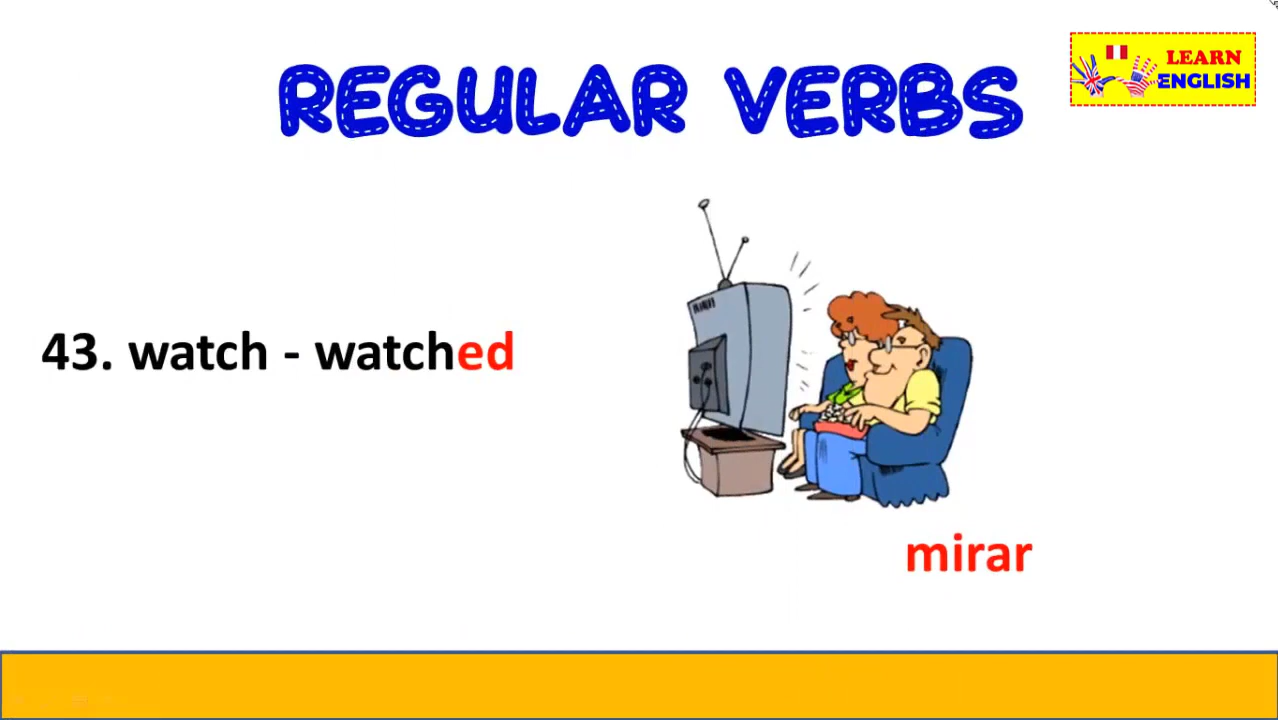 REGULAR VERBS
LEARN
ENGLISH
43. watch - watched
mirar